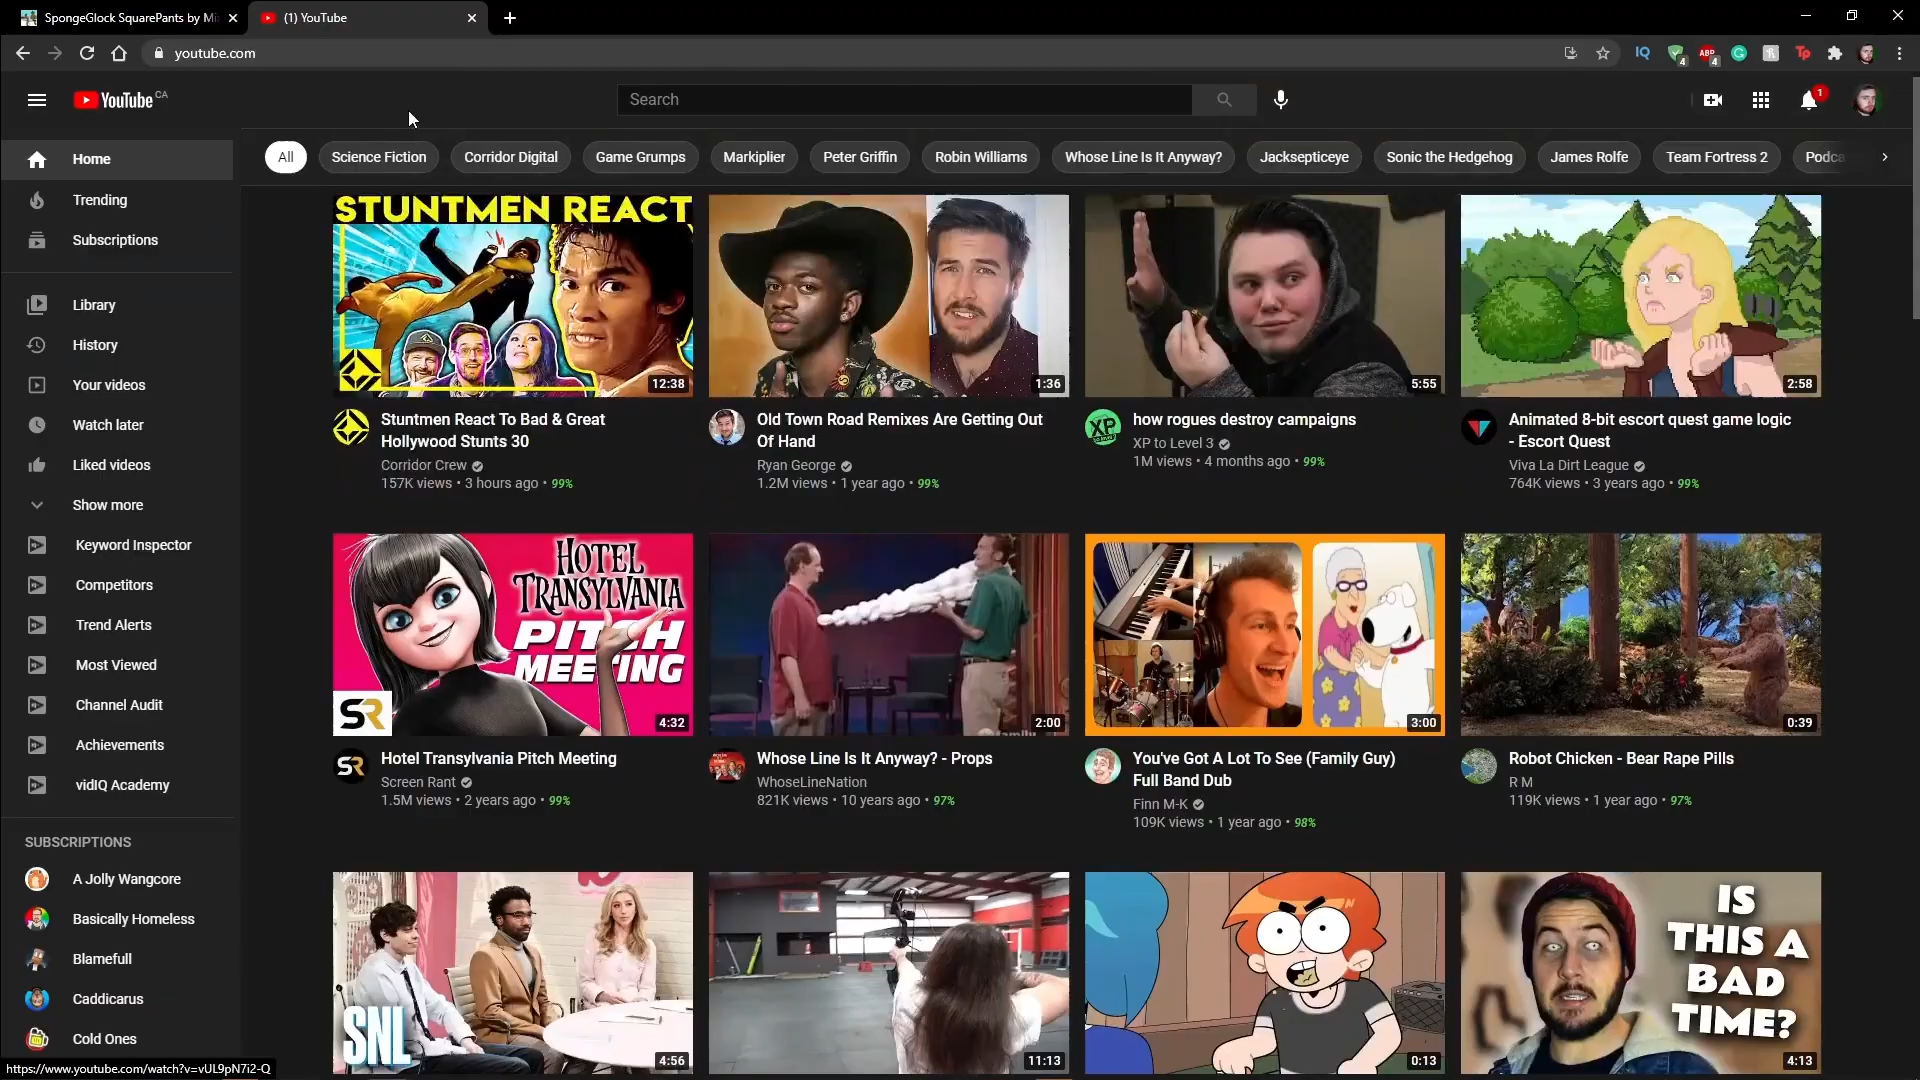 SpongeGlock SquarePants by Mi
(1) YouTube
youtube.com
IQ
4
ABP
4
Tp
YouTube CA
Search
1
Home
Trending
Subscriptions
Library
History
Your videos
Watch later
Liked videos
Show more
Keyword Inspector
Competitors
Trend Alerts
Most Viewed
Channel Audit
Achievements
vidIQ Academy
SUBSCRIPTIONS
A Jolly Wangcore
Basically Homeless
Blamefull
Caddicarus
Cold Ones
All
Science Fiction
Corridor Digital
Game Grumps
Markiplier
Peter Griffin
Robin Williams
Whose Line Is It Anyway?
Jacksepticeye
Sonic the Hedgehog
James Rolfe
Team Fortress 2
Podca
STUNTMEN REACT
12:38
1:36
5:55
2:58
Stuntmen React To Bad & Great
Hollywood Stunts 30
Corridor Crew
157K views • 3 hours ago • 99%
Old Town Road Remixes Are Getting Out
Of Hand
Ryan George
1.2M views • 1 year ago • 99%
XP
how rogues destroy campaigns
XP to Level 3
1M views • 4 months ago • 99%
Animated 8-bit escort quest game logic
- Escort Quest
Viva La Dirt League
764K views • 3 years ago • 99%
HOTEL
TRANSYLVANIA
PITCH
MEETING
SR
4:32
2:00
3:00
0:39
SR
Hotel Transylvania Pitch Meeting
Screen Rant
1.5M views • 2 years ago • 99%
Whose Line Is It Anyway? - Props
WhoseLineNation
821K views • 10 years ago • 97%
You've Got A Lot To See (Family Guy)
Full Band Dub
Finn M-K
109K views • 1 year ago • 98%
Robot Chicken - Bear Rape Pills
R M
119K views • 1 year ago • 97%
SNL
4:56
11:13
0:13
IS
THIS A
BAD
TIME?
4:13
https://www.youtube.com/watch?v=vUL9pN7i2-Q